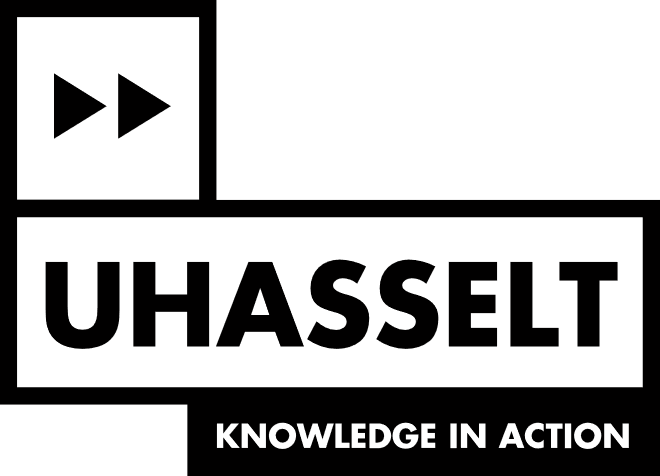 UHASSELT
KNOWLEDGE IN ACTION